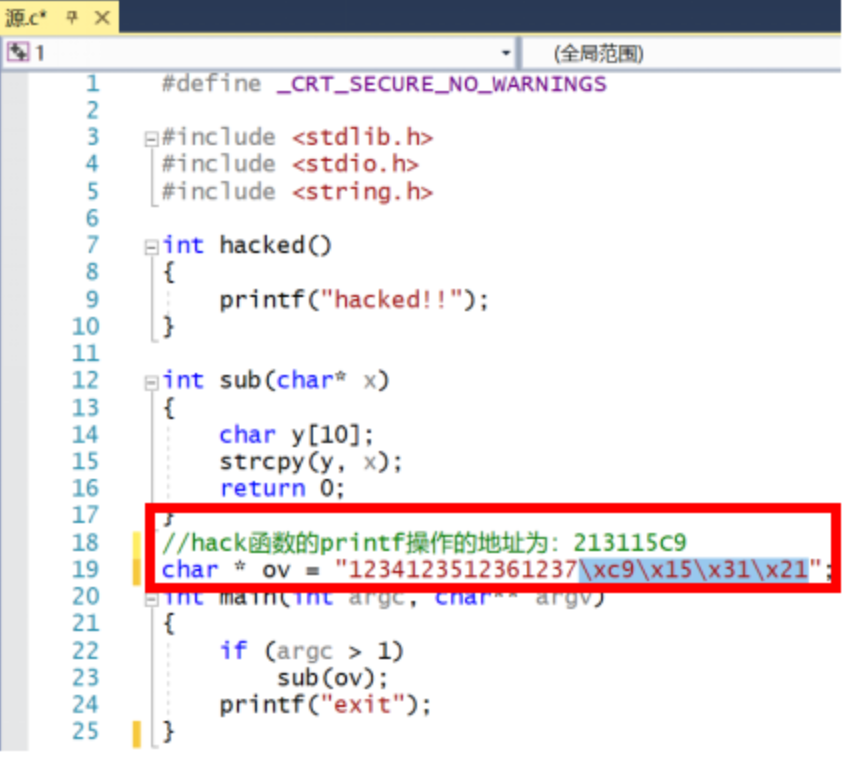 源.c*
1 (全局范围)
1 #define _CRT_SECURE_NO_WARNINGS
2
3 #include <stdlib.h>
4 #include <stdio.h>
5 #include <string.h>
6
7 int hacked()
8 {
9 printf("hacked!!");
10 }
11
12 int sub(char* x)
13 {
14 char y[10];
15 strcpy(y, x);
16 return 0;
17 }
18 //hack函数的printf操作的地址为：213115c9
19 char * ov = "1234123512361237\xc9\x15\x31\x21";
20 int main(int argc, char** argv)
21 {
22 if (argc > 1)
23 sub(ov);
24 printf("exit");
25 }